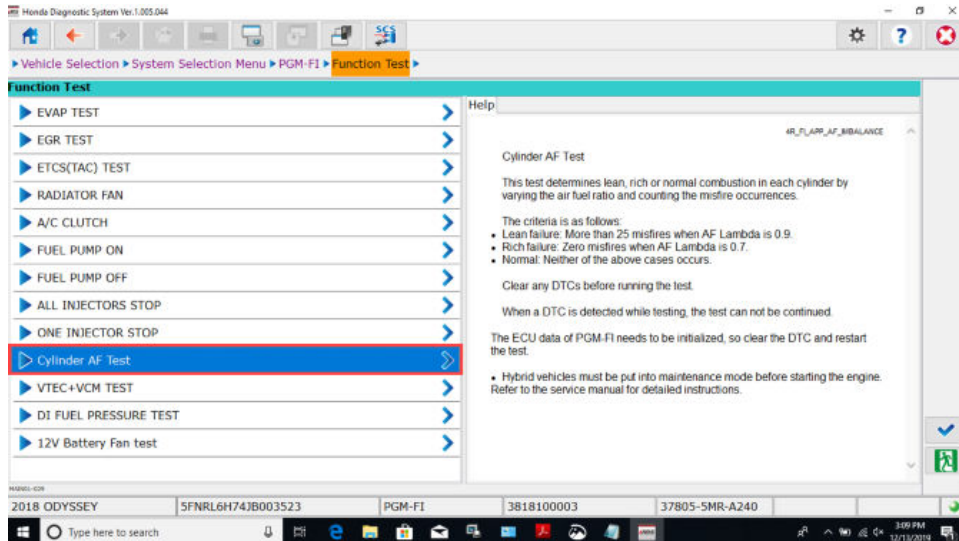 Honda Diagnostic System Ver.1.005.044
SCS
Vehicle Selection System Selection Menu PGM-FI Function Test
Function Test
EVAP TEST
EGR TEST
ETCS(TAC) TEST
RADIATOR FAN
A/C CLUTCH
FUEL PUMP ON
FUEL PUMP OFF
ALL INJECTORS STOP
ONE INJECTOR STOP
Cylinder AF Test
VTEC+VCM TEST
DI FUEL PRESSURE TEST
12V Battery Fan test
Help
Cylinder AF Test
This test determines lean, rich or normal combustion in each cylinder by
varying the air fuel ratio and counting the misfire occurrences.
The criteria is as follows:
• Lean failure: More than 25 misfires when AF Lambda is 0.9.
• Rich failure: Zero misfires when AF Lambda is 0.7.
• Normal: Neither of the above cases occurs.
Clear any DTCs before running the test.
When a DTC is detected while testing, the test can not be continued.
The ECU data of PGM-FI needs to be initialized, so clear the DTC and restart
the test.
• Hybrid vehicles must be put into maintenance mode before starting the engine.
Refer to the service manual for detailed instructions.
2018 ODYSSEY 5FNRL6H74JB003523 PGM-FI 3818100003 37805-5MR-A240
Type here to search
3:09 PM
12/13/2019